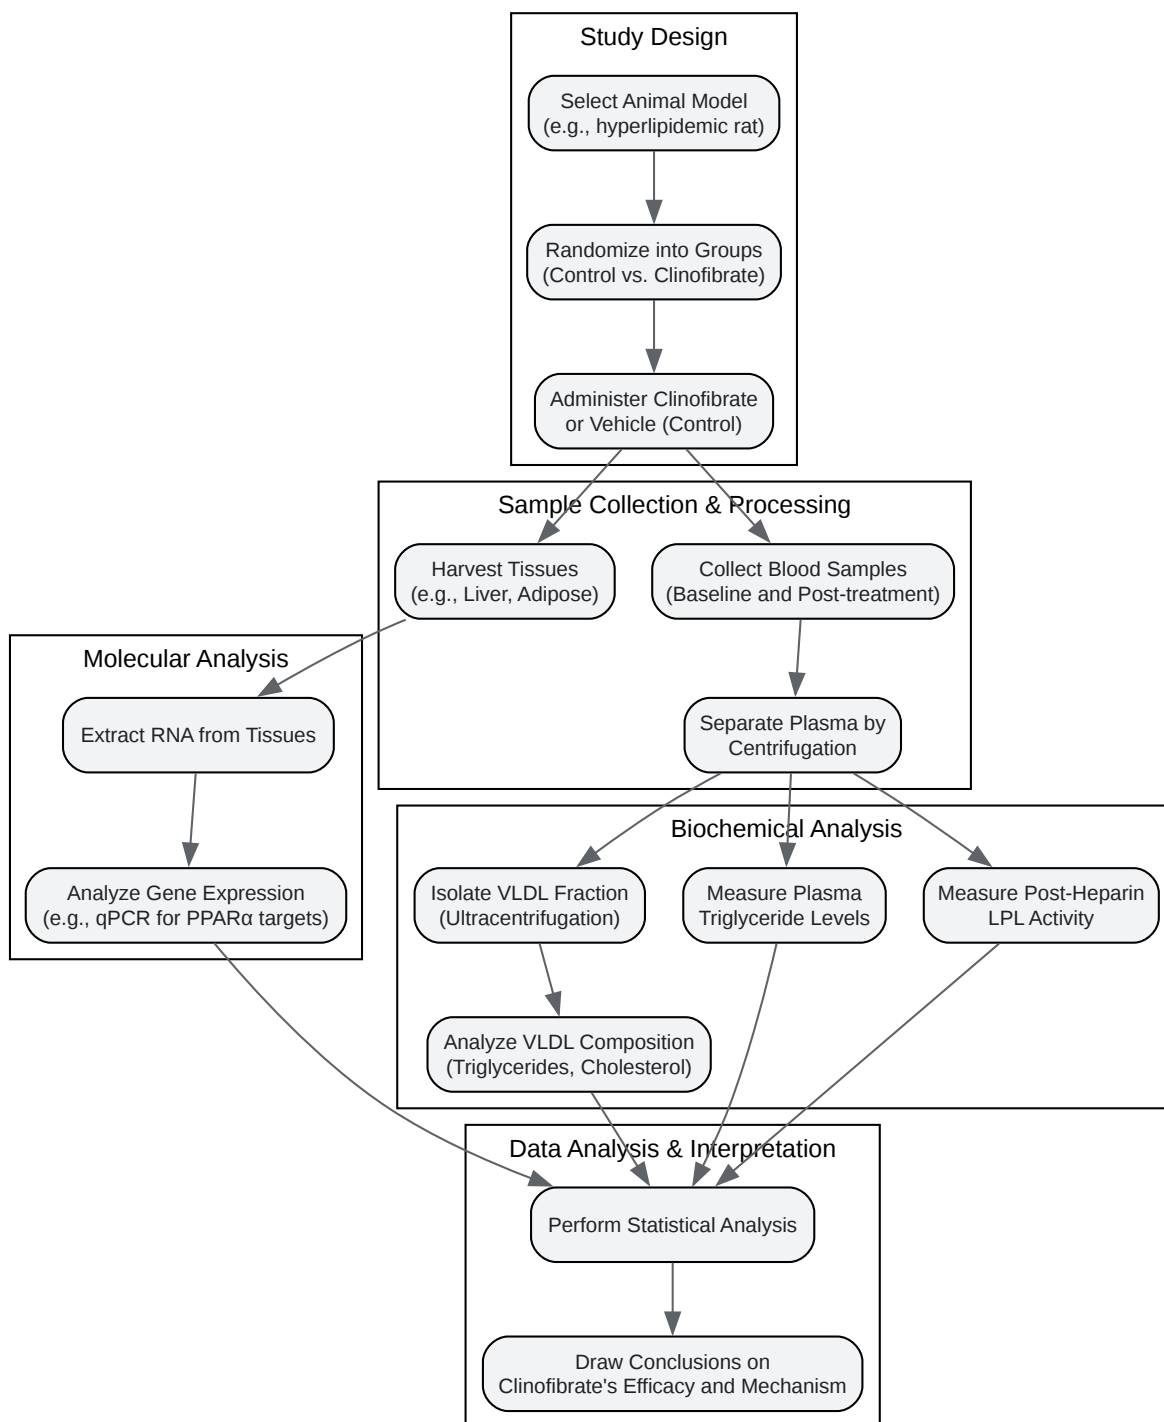 Study Design
Select Animal Model
(e.g., hyperlipidemic rat)
Randomize into Groups
(Control vs. Clinofibrate)
Administer Clinofibrate
or Vehicle (Control)
Sample Collection & Processing
Harvest Tissues
(e.g., Liver, Adipose)
Collect Blood Samples
(Baseline and Post-treatment)
Molecular Analysis
Extract RNA from Tissues
Separate Plasma by
Centrifugation
Biochemical Analysis
Analyze Gene Expression
(e.g., qPCR for PPARα targets)
Isolate VLDL Fraction
(Ultracentrifugation)
Measure Plasma
Triglyceride Levels
Measure Post-Heparin
LPL Activity
Analyze VLDL Composition
(Triglycerides, Cholesterol)
Data Analysis & Interpretation
Perform Statistical Analysis
Draw Conclusions on
Clinofibrate's Efficacy and Mechanism